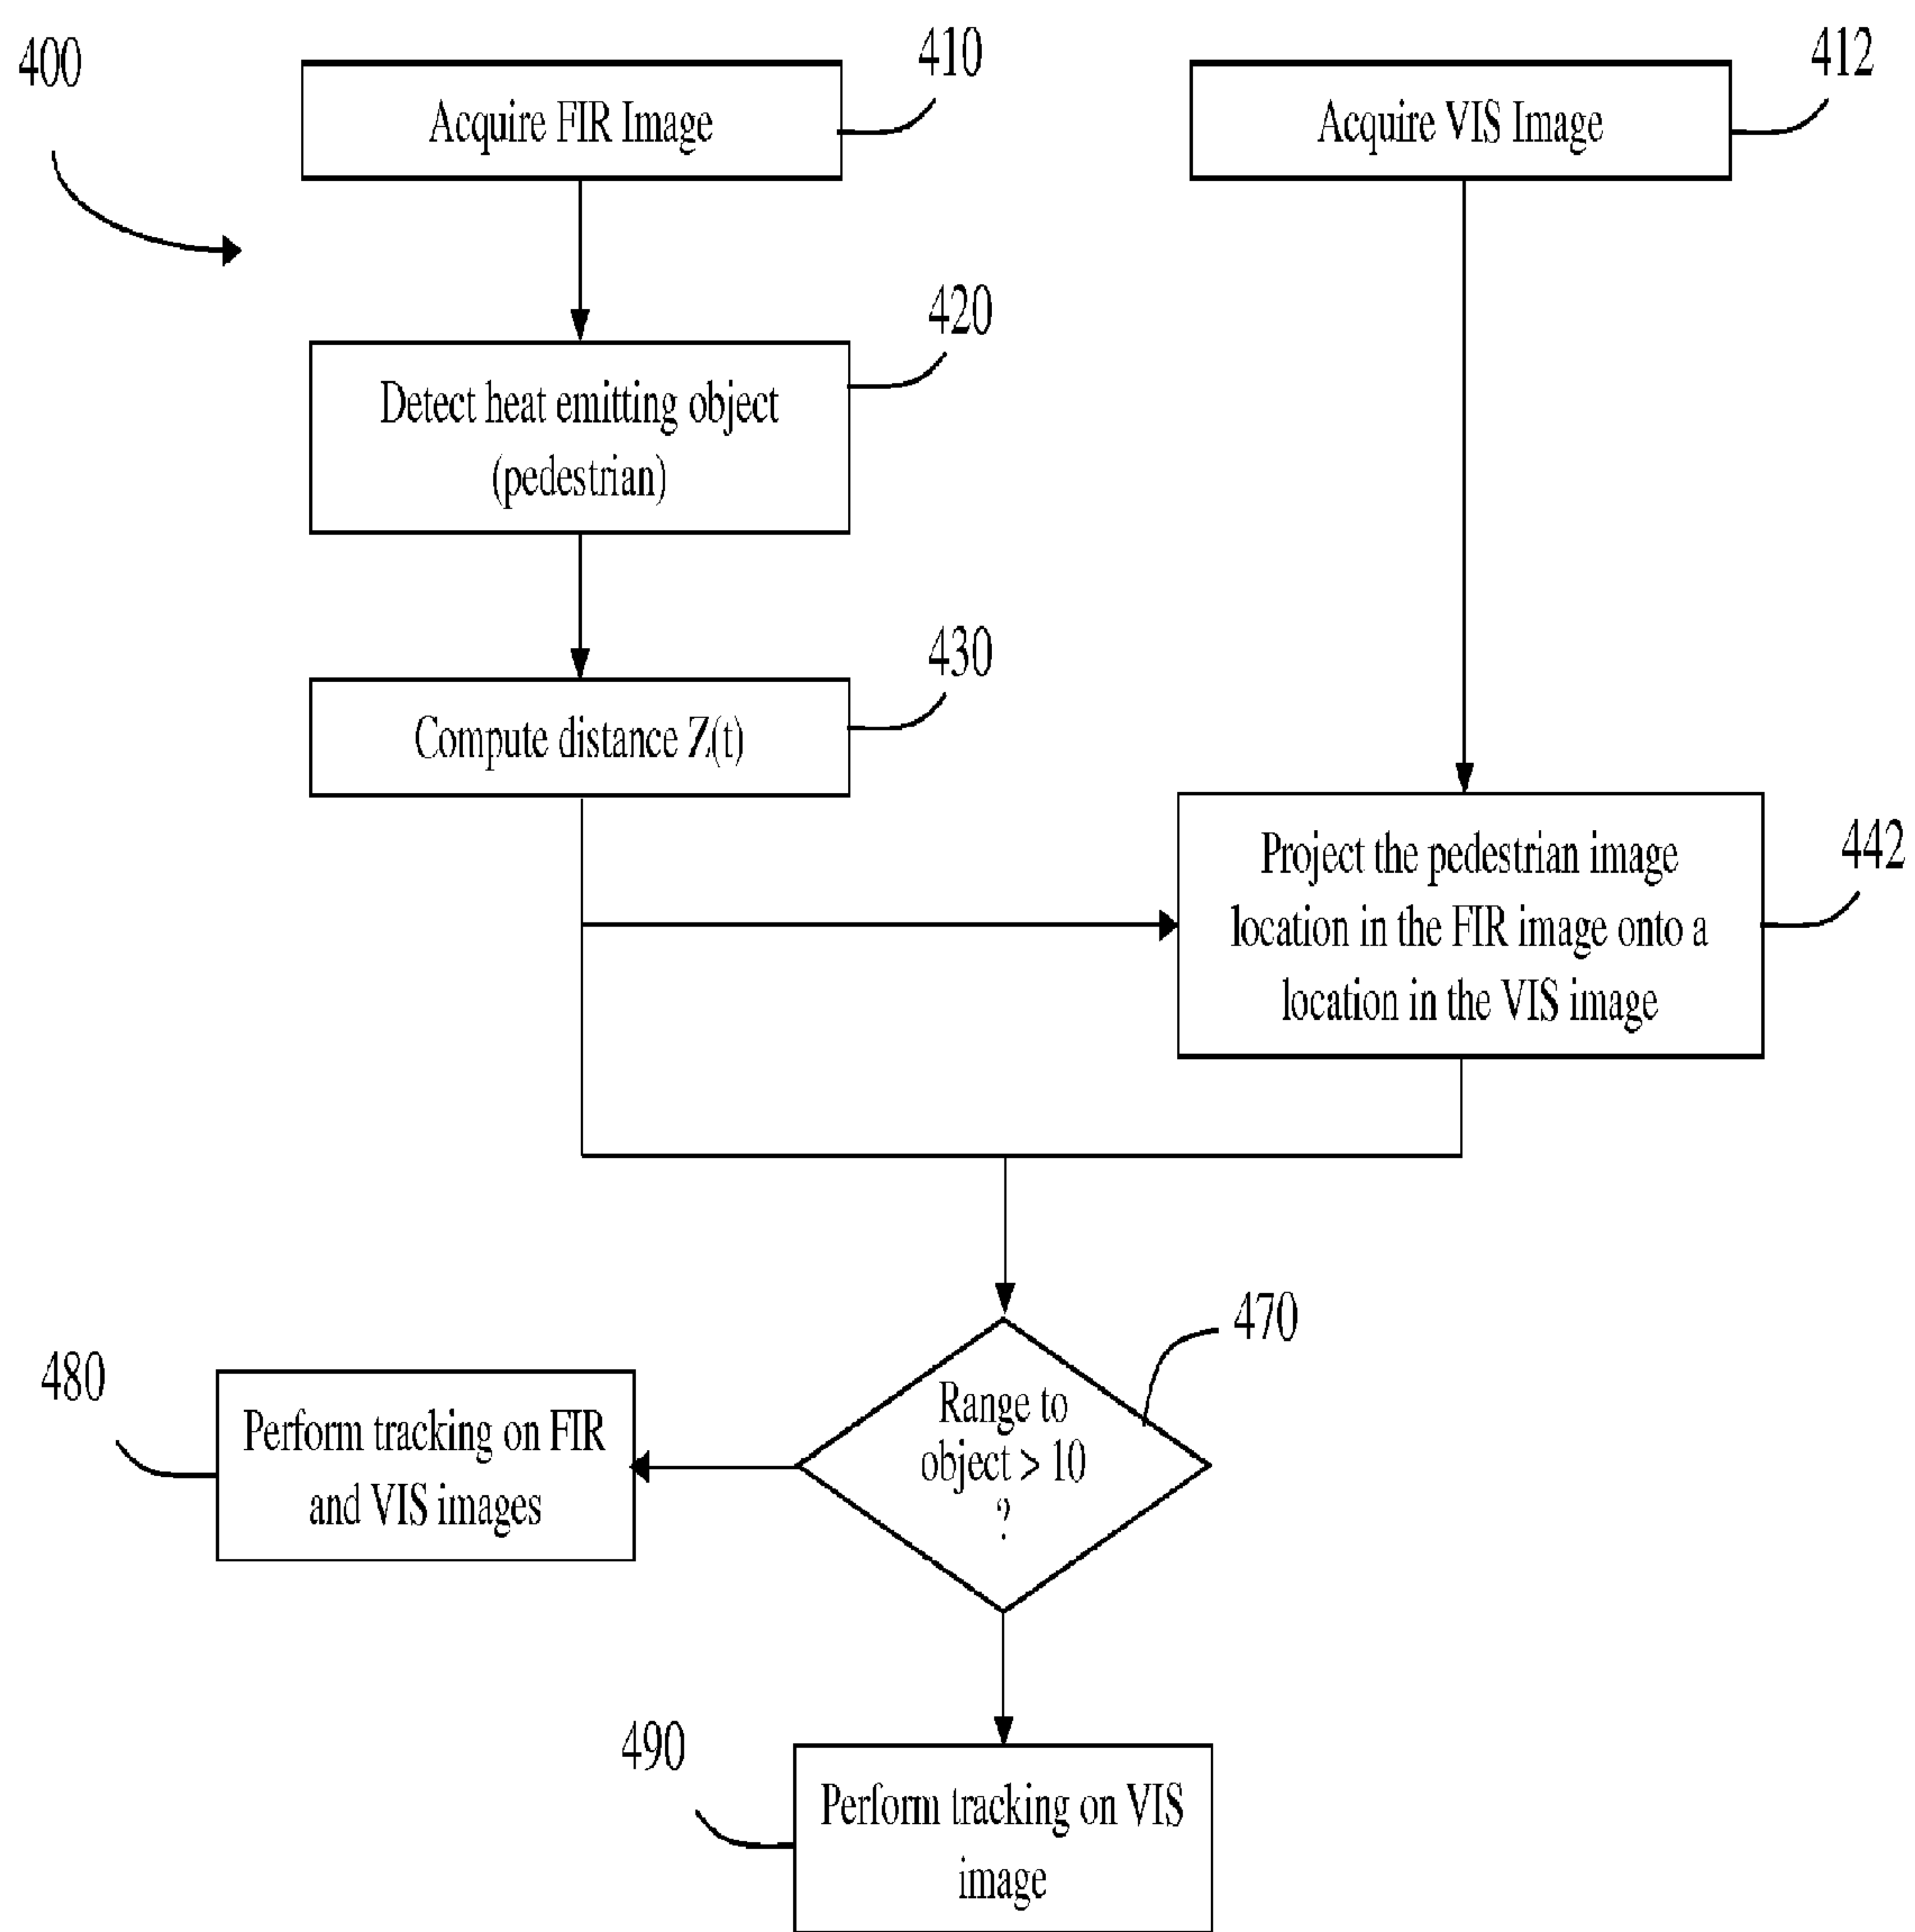 400
410
Acquire FIR Image
412
Acquire VIS Image
420
Detect heat emitting object
(pedestrian)
430
Compute distance Z(t)
442
Project the pedestrian image
location in the FIR image onto a
location in the VIS image
470
Range to
object > 10
?
480
Perform tracking on FIR
and VIS images
490
Perform tracking on VIS
image